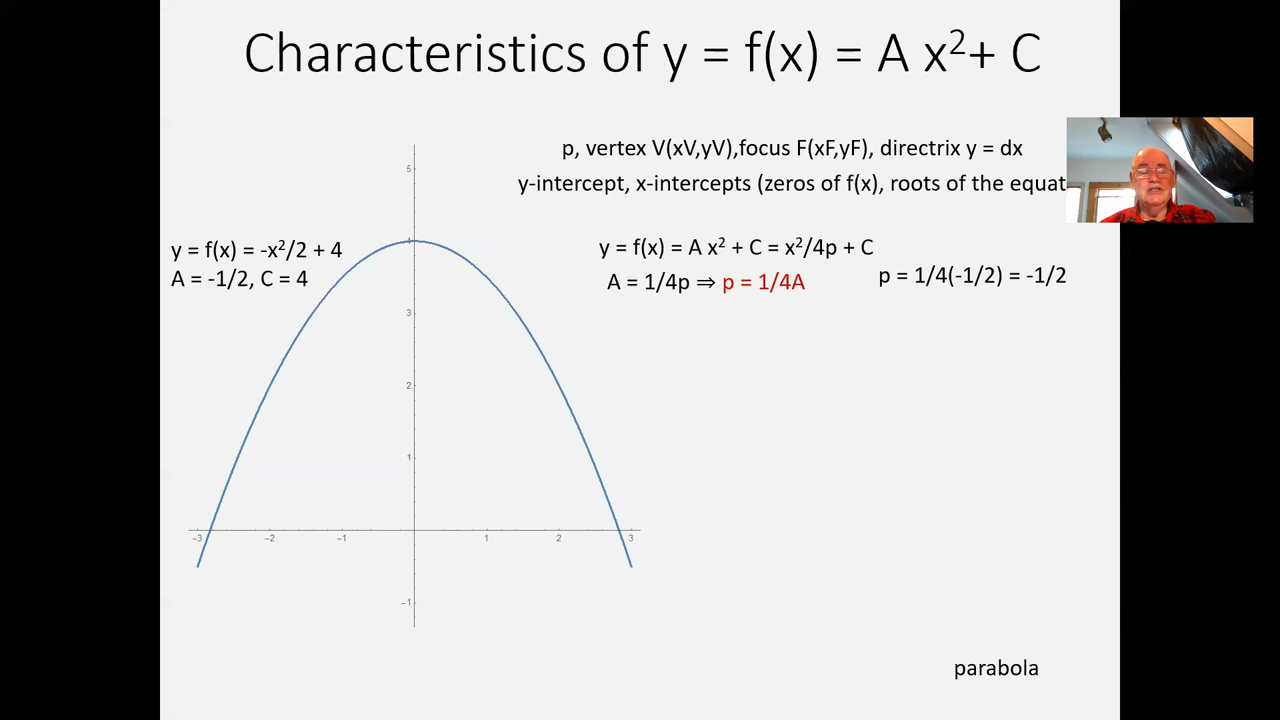 Characteristics of y = f(x) = A x²+ C
p, vertex V(xV,yV),focus F(xF,yF), directrix y = dx
y-intercept, x-intercepts (zeros of f(x), roots of the equat
y = f(x) = -x²/2 + 4
A = -1/2, C = 4
y = f(x) = A x² + C = x²/4p + C
A = 1/4p ⇒ p = 1/4A
p = 1/4(-1/2) = -1/2
5
4
3
2
1
-3 -2 -1 1 2 3
-1
parabola